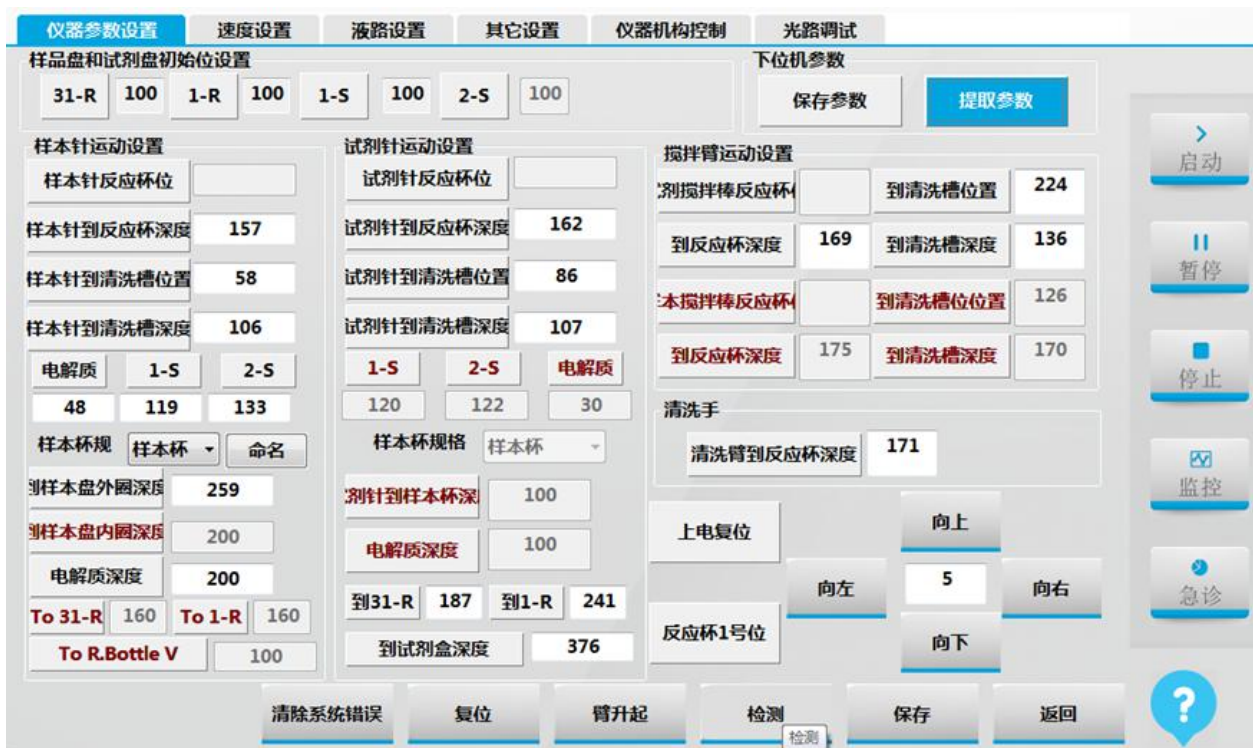 仪器参数设置 速度设置 液路设置 其它设置 仪器机构控制 光路调试
样品盘和试剂盘初始位设置
31-R 100 1-R 100 1-S 100 2-S 100
下位机参数
保存参数 提取参数
样本针运动设置
样本针反应杯位
样本针到反应杯深度 157
样本针到清洗槽位置 58
样本针到清洗槽深度 106
电解质 1-S 2-S
48 119 133
样本杯规 样本杯 命名
到样本盘外圈深度 259
到样本盘内圈深度 200
电解质深度 200
To 31-R 160 To 1-R 160
To R.Bottle V 100
试剂针运动设置
试剂针反应杯位
试剂针到反应杯深度 162
试剂针到清洗槽位置 86
试剂针到清洗槽深度 107
1-S 2-S 电解质
120 122 30
样本杯规格 样本杯
剂针到样本杯深 100
电解质深度 100
到31-R 187 到1-R 241
到试剂盒深度 376
搅拌臂运动设置
剂搅拌棒反应杯 到清洗槽位置 224
到反应杯深度 169 到清洗槽深度 136
本搅拌棒反应杯 到清洗槽位位置 126
到反应杯深度 175 到清洗槽深度 170
清洗手
清洗臂到反应杯深度 171
上电复位 向上
向左 5 向右
反应杯1号位 向下
启动
暂停
停止
监控
急诊
清除系统错误 复位 臂升起 检测 保存 返回 ?
检测